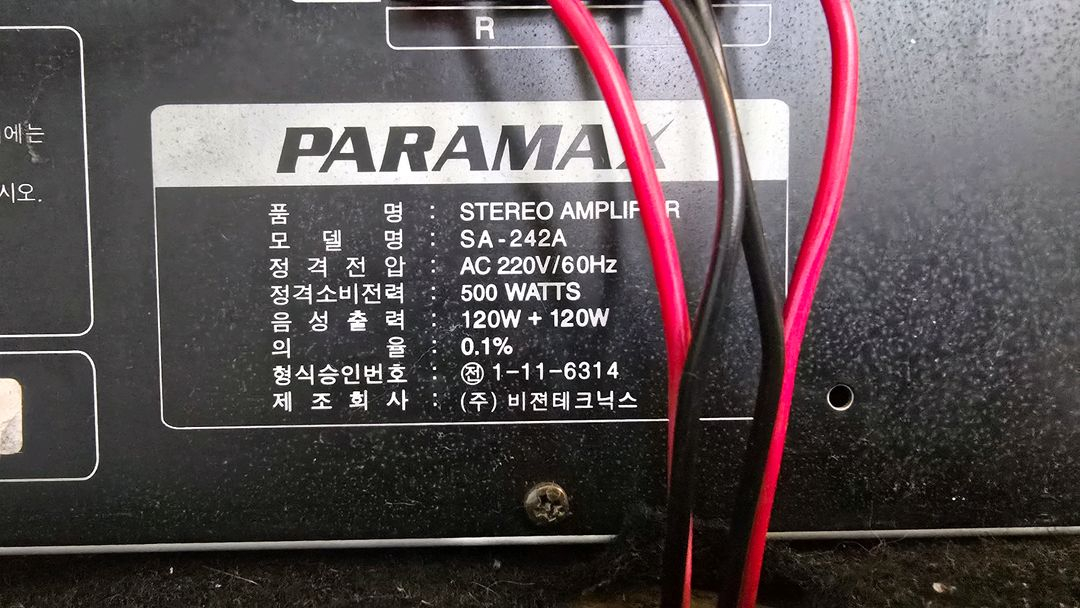 R
에는
시오.
PARAMAX
품 명 : STEREO AMPLIFIER
모 델 명 : SA-242A
정 격 전 압 : AC 220V/60Hz
정격소비전력 : 500 WATTS
음 성 출 력 : 120W + 120W
의 율 : 0.1%
형식승인번호 : ㉠ 1-11-6314
제 조 회 사 : (주) 비젼테크닉스